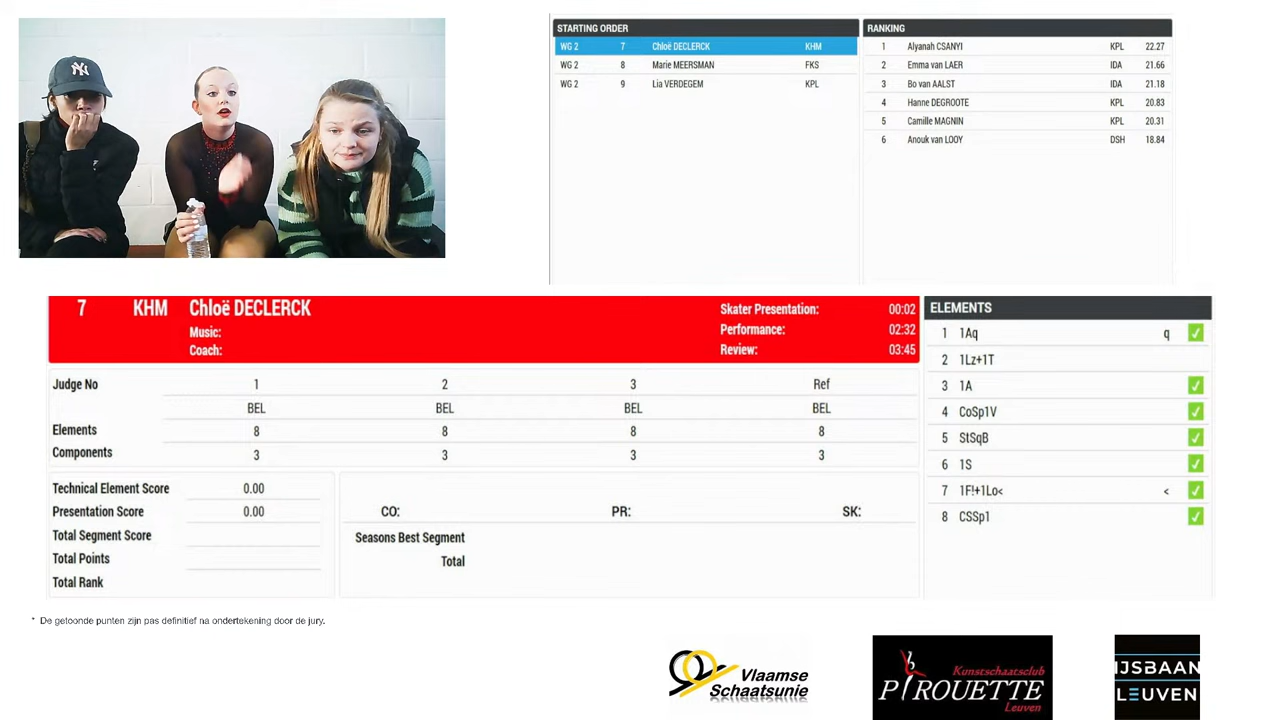 NY
STARTING ORDER
WG 2 7 Chloë DECLERCK KHM
WG 2 8 Marie MEERSMAN FKS
WG 2 9 Lia VERDEGEM KPL
RANKING
1 Alyanah CSANYI KPL 22.27
2 Emma van LAER IDA 21.66
3 Bo van AALST IDA 21.18
4 Hanne DEGROOTE KPL 20.83
5 Camille MAGNIN KPL 20.31
6 Anouk van LOOY DSH 18.84
7 KHM Chloë DECLERCK
Music:
Coach:
Skater Presentation: 00:02
Performance: 02:32
Review: 03:45
Judge No 1 2 3 Ref
BEL BEL BEL BEL
Elements 8 8 8 8
Components 3 3 3 3
Technical Element Score 0.00
Presentation Score 0.00
Total Segment Score
Total Points
Total Rank
CO: PR: SK:
Seasons Best Segment
Total
ELEMENTS
1 1Aq q
2 1Lz+1T
3 1A
4 CoSp1V
5 StSqB
6 1S
7 1F!+1Lo< <
8 CSSp1
* De getoonde punten zijn pas definitief na ondertekening door de jury.
Vlaamse
Schaatsunie
Kunstschaatsclub
PIROUETTE
Leuven
IJSBAAN
LEUVEN